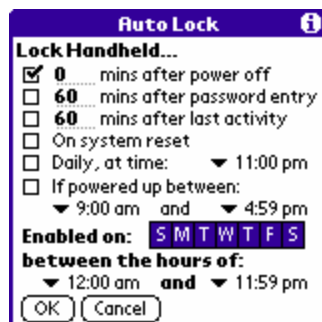 Auto Lock
Lock Handheld...
0 mins after power off
60 mins after password entry
60 mins after last activity
On system reset
Daily, at time: 11:00 pm
If powered up between:
9:00 am and 4:59 pm
Enabled on: S M T W T F S
between the hours of:
12:00 am and 11:59 pm
OK Cancel